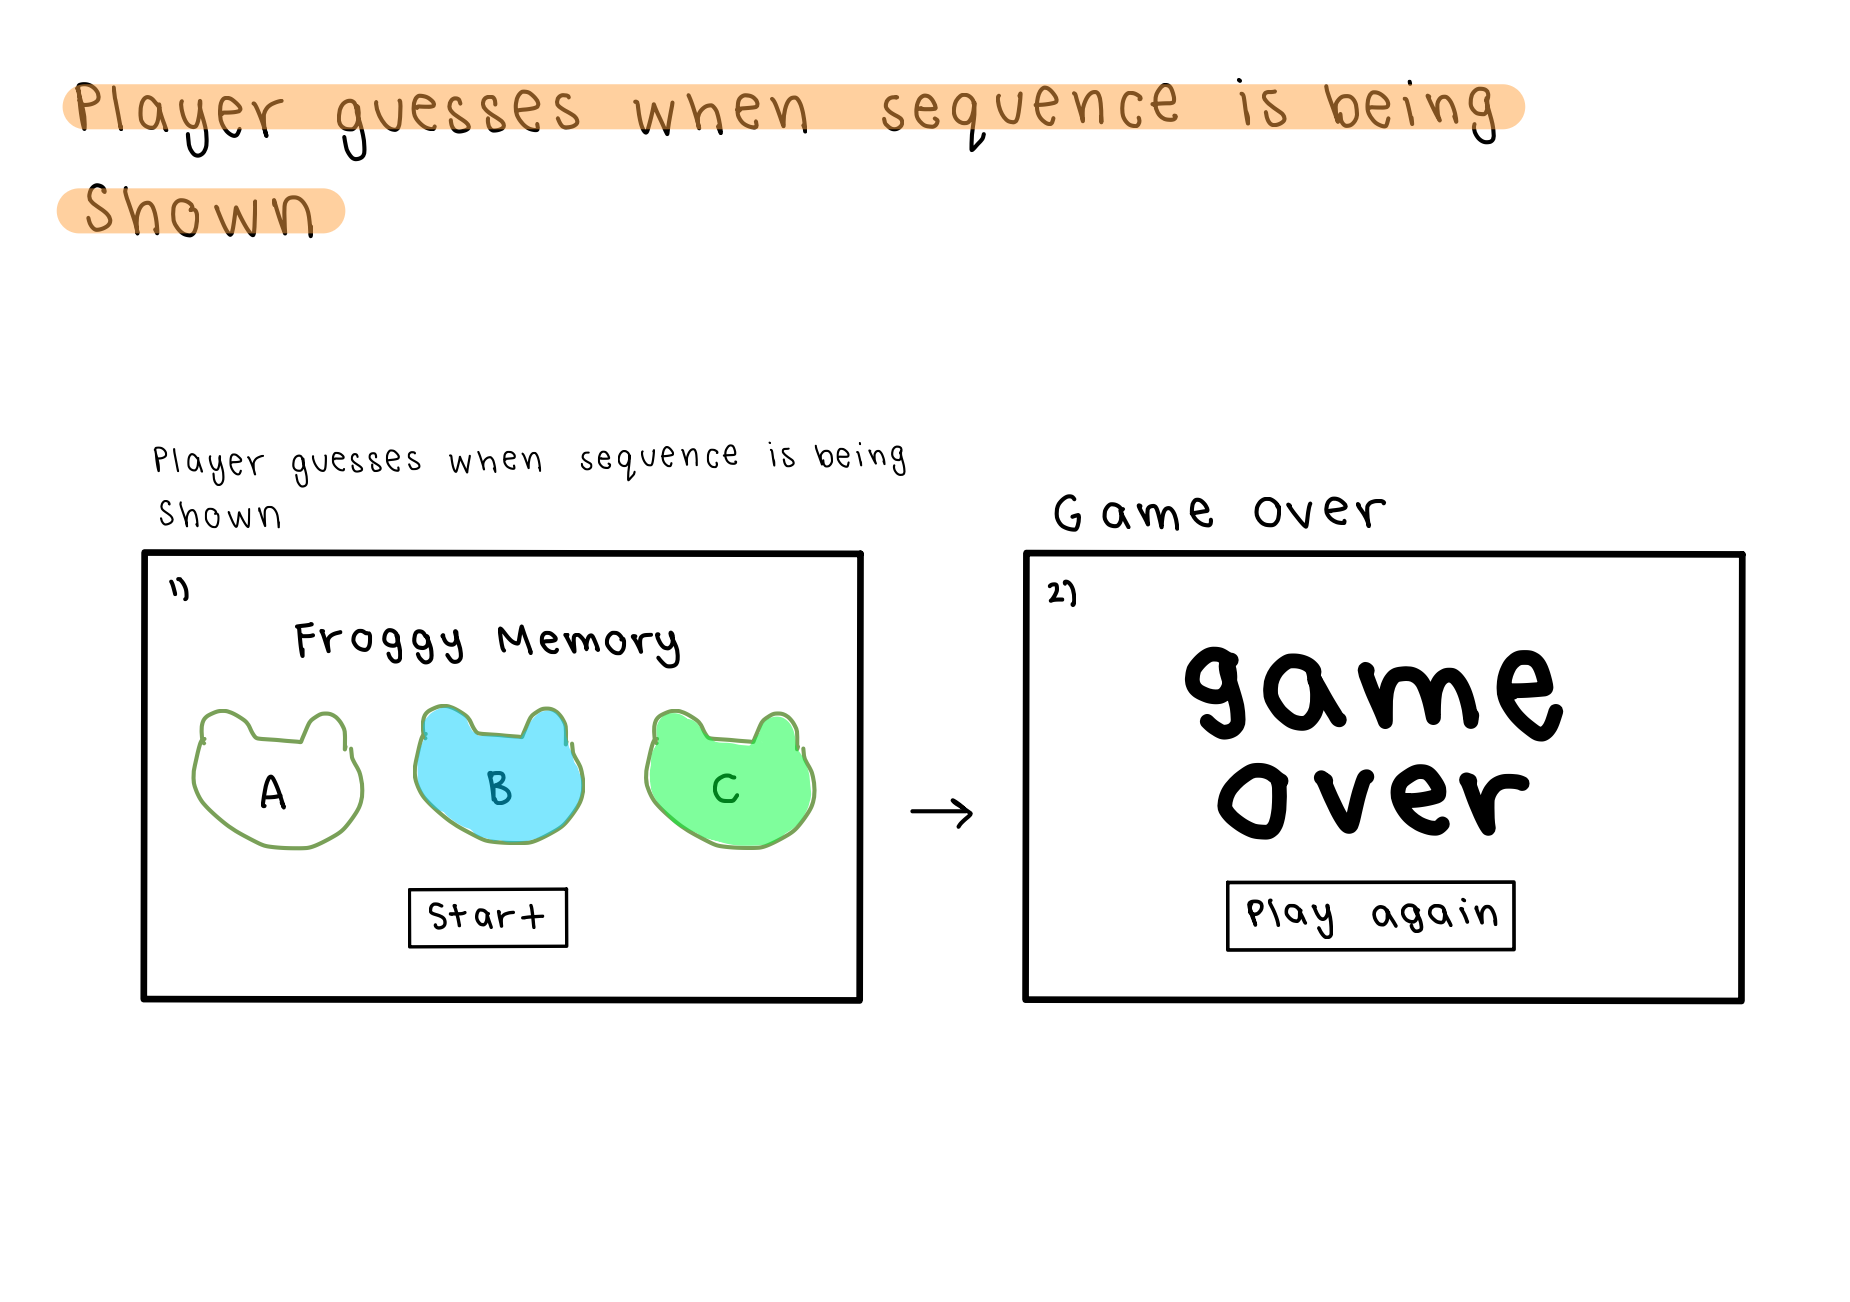 Player guesses when sequence is being
Shown
Player guesses when sequence is being
Shown
Game over
1)
Froggy Memory
A B C
Start
2)
game
over
Play again